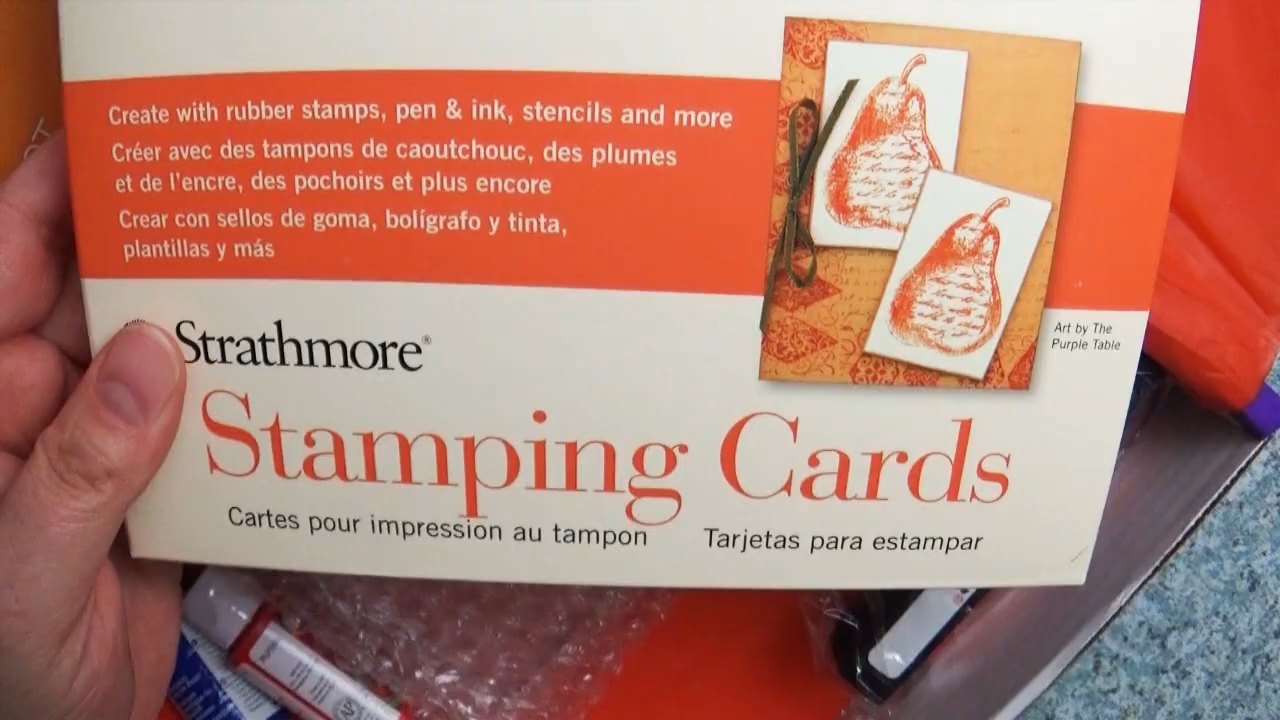 Create with rubber stamps, pen & ink, stencils and more
Créer avec des tampons de caoutchouc, des plumes
et de l'encre, des pochoirs et plus encore
Crear con sellos de goma, bolígrafo y tinta,
plantillas y más
Art by The
Purple Table
Strathmore®
Stamping Cards
Cartes pour impression au tampon
Tarjetas para estampar